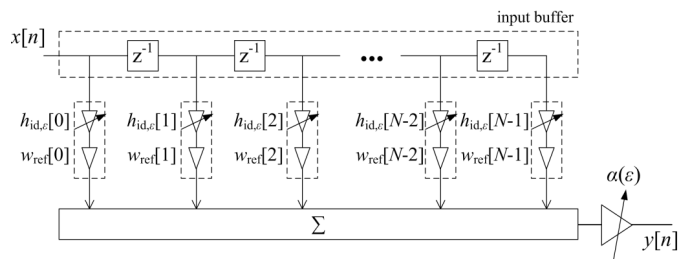 input buffer
x[n]
z⁻¹ z⁻¹ ••• z⁻¹
h_id,ε[0] h_id,ε[1] h_id,ε[2] h_id,ε[N-2] h_id,ε[N-1]
w_ref[0] w_ref[1] w_ref[2] w_ref[N-2] w_ref[N-1]
α(ε)
Σ
y[n]